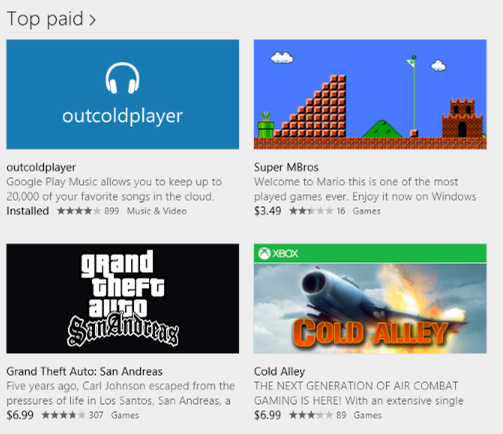 Top paid >
outcoldplayer
outcoldplayer
Google Play Music allows you to keep up to
20,000 of your favorite songs in the cloud.
Installed 899 Music & Video
Super MBros
Welcome to Mario this is one of the most
played games ever. Enjoy it now on Windows
$3.49 16 Games
grand
theft
auto
San Andreas
Grand Theft Auto: San Andreas
Five years ago, Carl Johnson escaped from the
pressures of life in Los Santos, San Andreas, a
$6.99 307 Games
XBOX
COLD ALLEY
Cold Alley
THE NEXT GENERATION OF AIR COMBAT
GAMING IS HERE! With an extensive single
$6.99 89 Games